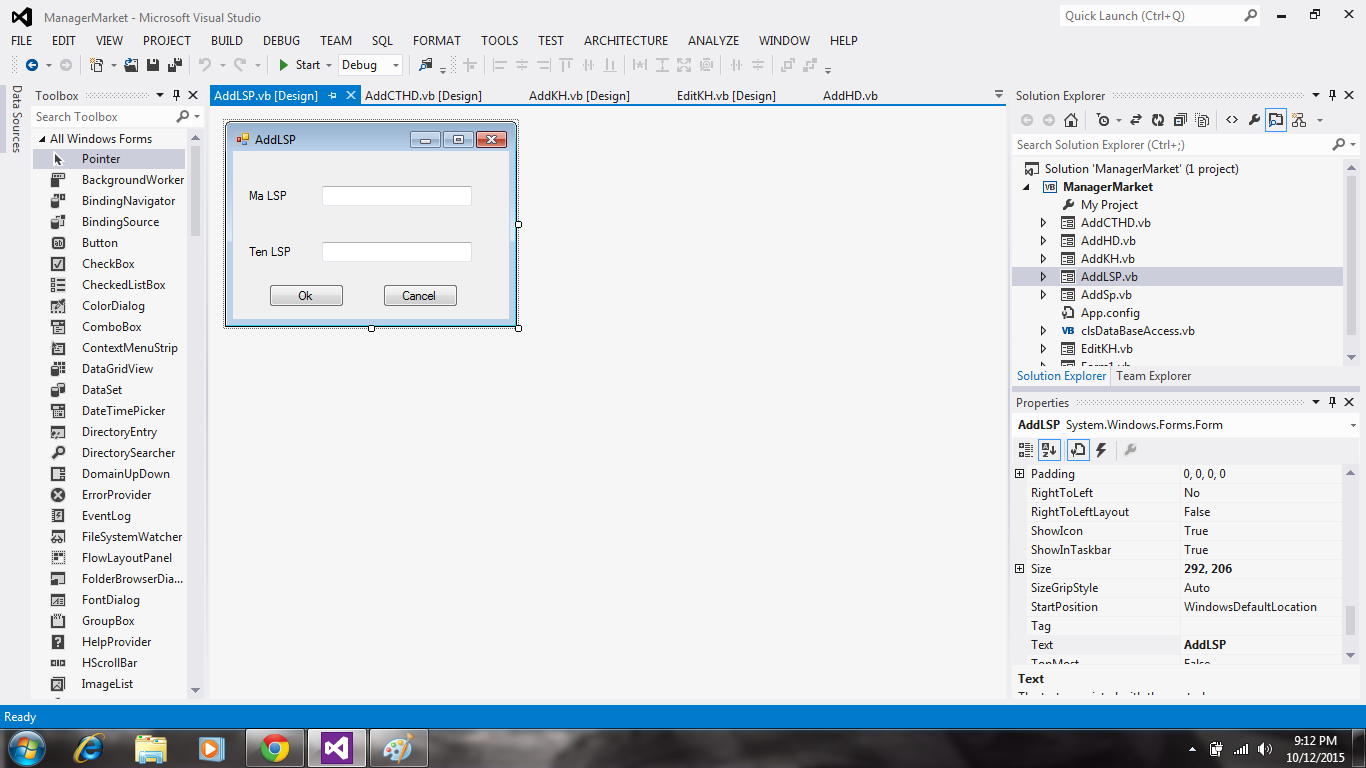 ManagerMarket - Microsoft Visual Studio
Quick Launch (Ctrl+Q)
FILE EDIT VIEW PROJECT BUILD DEBUG TEAM SQL FORMAT TOOLS TEST ARCHITECTURE ANALYZE WINDOW HELP
Start Debug
Data Sources
Toolbox
Search Toolbox
All Windows Forms
Pointer
BackgroundWorker
BindingNavigator
BindingSource
Button
CheckBox
CheckedListBox
ColorDialog
ComboBox
ContextMenuStrip
DataGridView
DataSet
DateTimePicker
DirectoryEntry
DirectorySearcher
DomainUpDown
ErrorProvider
EventLog
FileSystemWatcher
FlowLayoutPanel
FolderBrowserDia...
FontDialog
GroupBox
HelpProvider
HScrollBar
ImageList
AddLSP.vb [Design] AddCTHD.vb [Design] AddKH.vb [Design] EditKH.vb [Design] AddHD.vb
AddLSP
Ma LSP
Ten LSP
Ok Cancel
Solution Explorer
Search Solution Explorer (Ctrl+;)
Solution 'ManagerMarket' (1 project)
VB ManagerMarket
My Project
AddCTHD.vb
AddHD.vb
AddKH.vb
AddLSP.vb
AddSp.vb
App.config
VB clsDataBaseAccess.vb
EditKH.vb
Form1.vb
Solution Explorer Team Explorer
Properties
AddLSP System.Windows.Forms.Form
Padding 0, 0, 0, 0
RightToLeft No
RightToLeftLayout False
ShowIcon True
ShowInTaskbar True
Size 292, 206
SizeGripStyle Auto
StartPosition WindowsDefaultLocation
Tag
Text AddLSP
TopMost False
Text
Ready
9:12 PM
10/12/2015